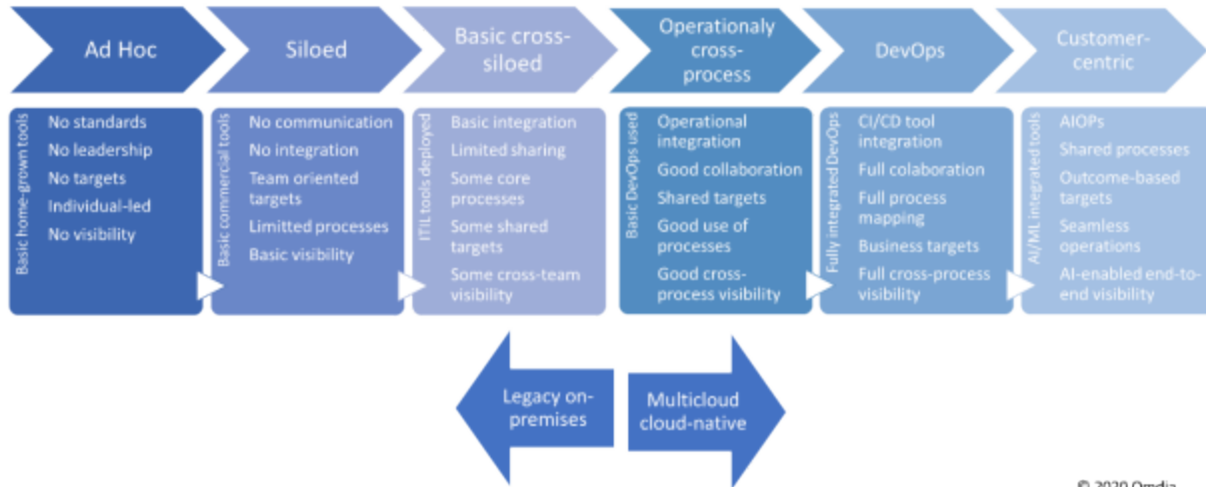 Ad Hoc
Siloed
Basic cross-
siloed
Operationaly
cross-
process
DevOps
Customer-
centric
Basic home-grown tools
No standards
No leadership
No targets
Individual-led
No visibility
Basic commercial tools
No communication
No integration
Team oriented
targets
Limitted processes
Basic visibility
ITIL tools deployed
Basic integration
Limited sharing
Some core
processes
Some shared
targets
Some cross-team
visibility
Basic DevOps used
Operational
integration
Good collaboration
Shared targets
Good use of
processes
Good cross-
process visibility
Fully integrated DevOps
CI/CD tool
integration
Full colaboration
Full process
mapping
Business targets
Full cross-process
visibility
AI/ML integrated tools
AIOPs
Shared processes
Outcome-based
targets
Seamless
operations
AI-enabled end-to-
end visibility
Legacy on-
premises
Multicloud
cloud-native
© 2020 Omdia